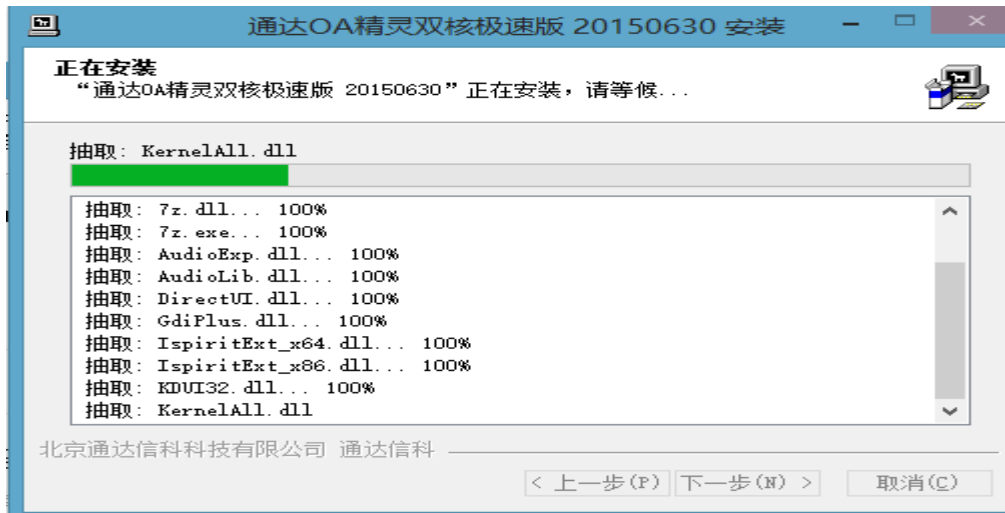 通达OA精灵双核极速版 20150630 安装
正在安装
“通达OA精灵双核极速版 20150630”正在安装，请等候...
抽取: KernelAll.dll
抽取: 7z.dll... 100%
抽取: 7z.exe... 100%
抽取: AudioExp.dll... 100%
抽取: AudioLib.dll... 100%
抽取: DirectUI.dll... 100%
抽取: GdiPlus.dll... 100%
抽取: IspiritExt_x64.dll... 100%
抽取: IspiritExt_x86.dll... 100%
抽取: KDUI32.dll... 100%
抽取: KernelAll.dll
北京通达信科科技有限公司 通达信科
< 上一步(P) 下一步(N) > 取消(C)